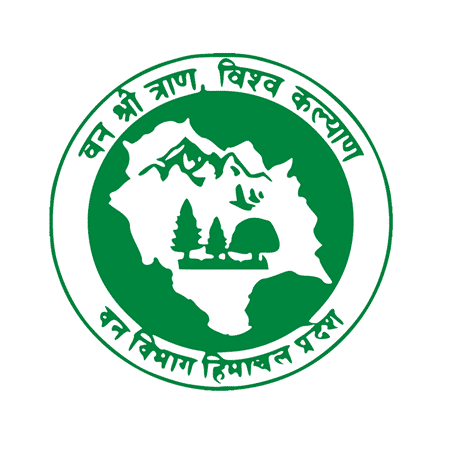 वन श्री त्राण, विश्व कल्याण
वन विभाग हिमाचल प्रदेश